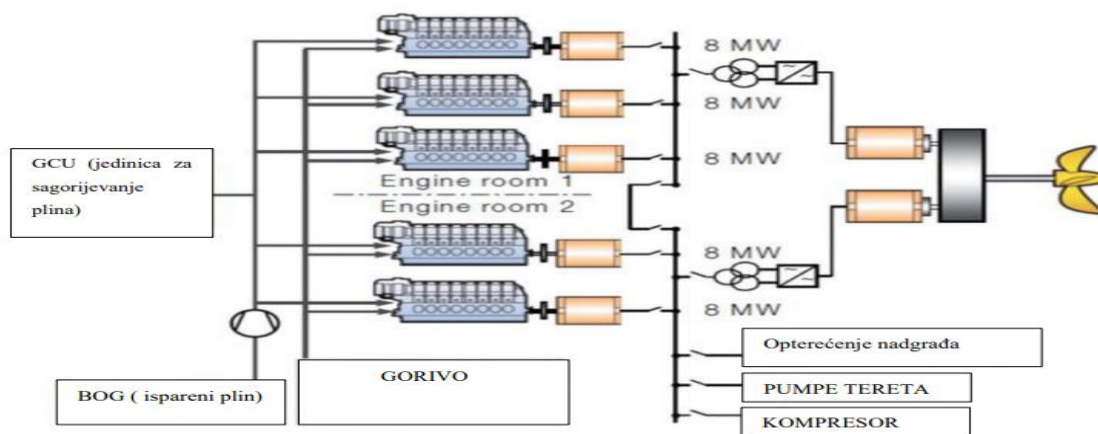 8 MW
8 MW
8 MW
GCU (jedinica za
sagorijevanje
plina)
Engine room 1
Engine room 2
8 MW
8 MW
Opterećenje nadgrađa
GORIVO
BOG ( ispareni plin)
PUMPE TERETA
KOMPRESOR